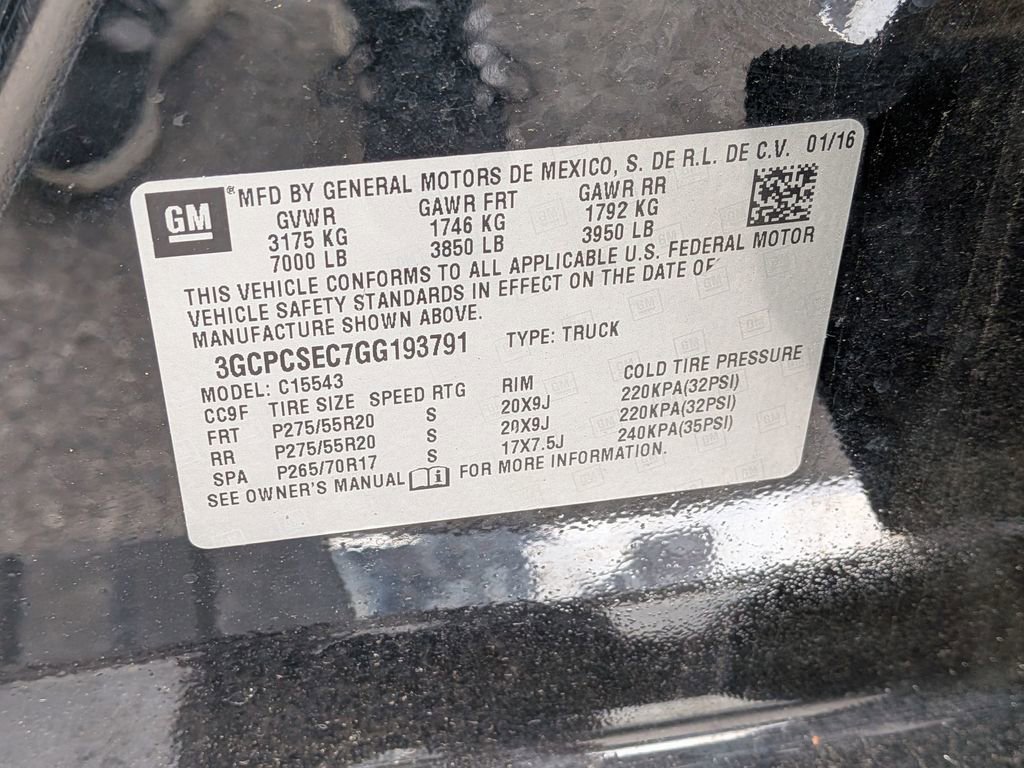 GM ® MFD BY GENERAL MOTORS DE MEXICO, S. DE R.L. DE C.V. 01/16
GVWR GAWR FRT GAWR RR
3175 KG 1746 KG 1792 KG
7000 LB 3850 LB 3950 LB
THIS VEHICLE CONFORMS TO ALL APPLICABLE U.S. FEDERAL MOTOR
VEHICLE SAFETY STANDARDS IN EFFECT ON THE DATE OF
MANUFACTURE SHOWN ABOVE.
3GCPCSEC7GG193791 TYPE: TRUCK
MODEL: C15543
CC9F TIRE SIZE SPEED RTG RIM COLD TIRE PRESSURE
FRT P275/55R20 S 20X9J 220KPA(32PSI)
RR P275/55R20 S 20X9J 220KPA(32PSI)
SPA P265/70R17 S 17X7.5J 240KPA(35PSI)
SEE OWNER'S MANUAL i FOR MORE INFORMATION.